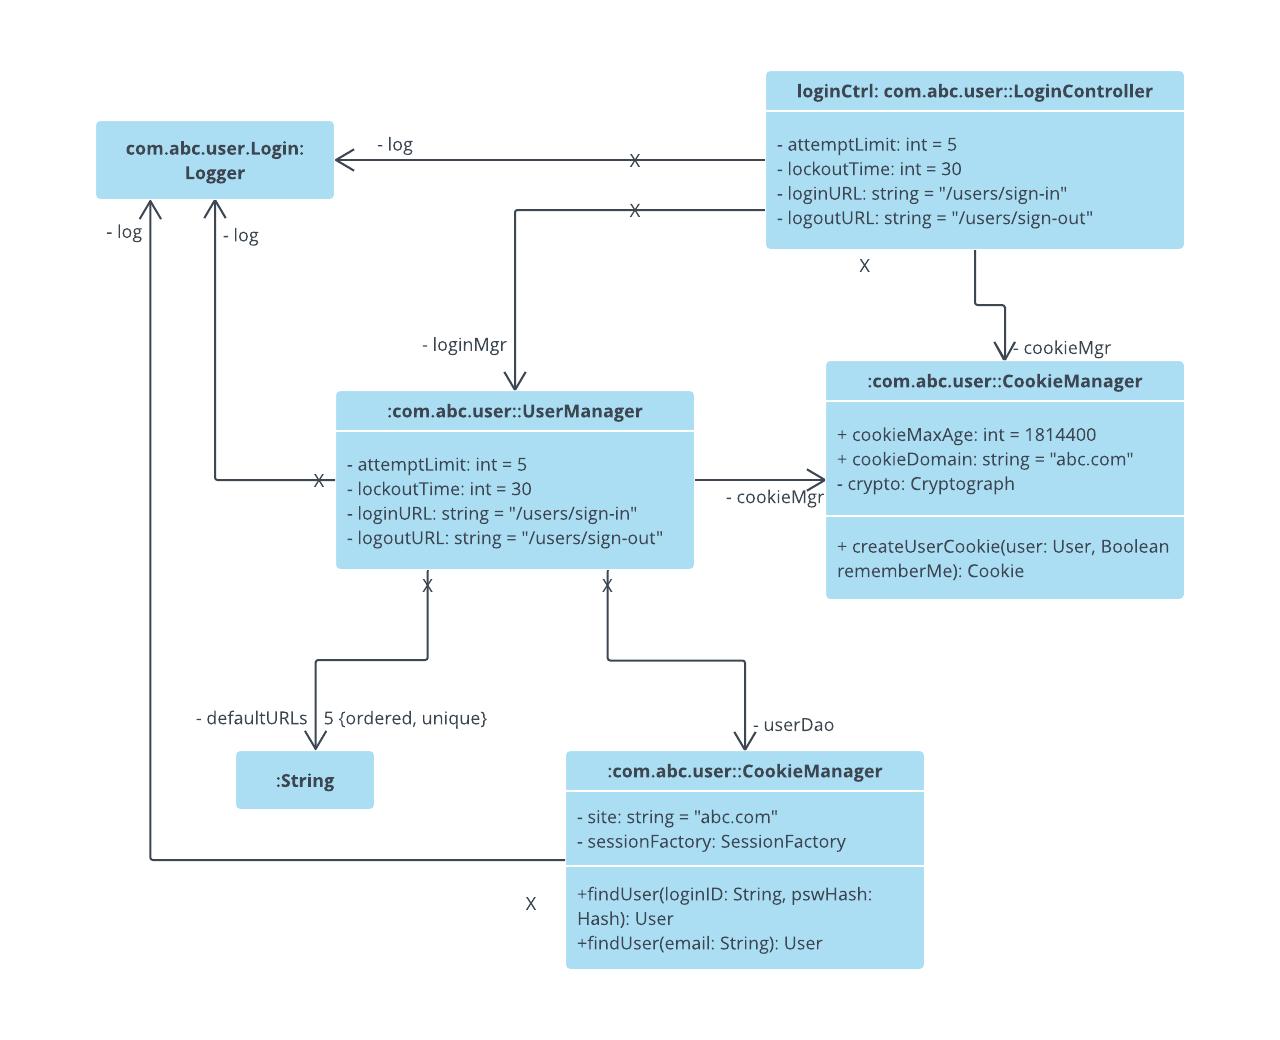 loginCtrl: com.abc.user::LoginController
- attemptLimit: int = 5
- lockoutTime: int = 30
- loginURL: string = "/users/sign-in"
- logoutURL: string = "/users/sign-out"
com.abc.user.Login:
Logger
- log
X
X
- log
- log
X
- loginMgr
- cookieMgr
:com.abc.user::CookieManager
+ cookieMaxAge: int = 1814400
+ cookieDomain: string = "abc.com"
- crypto: Cryptograph
+ createUserCookie(user: User, Boolean
rememberMe): Cookie
:com.abc.user::UserManager
- attemptLimit: int = 5
- lockoutTime: int = 30
- loginURL: string = "/users/sign-in"
- logoutURL: string = "/users/sign-out"
X
- cookieMgr
X
X
- defaultURLs
5 {ordered, unique}
- userDao
:String
:com.abc.user::CookieManager
- site: string = "abc.com"
- sessionFactory: SessionFactory
+findUser(loginID: String, pswHash:
Hash): User
+findUser(email: String): User
X